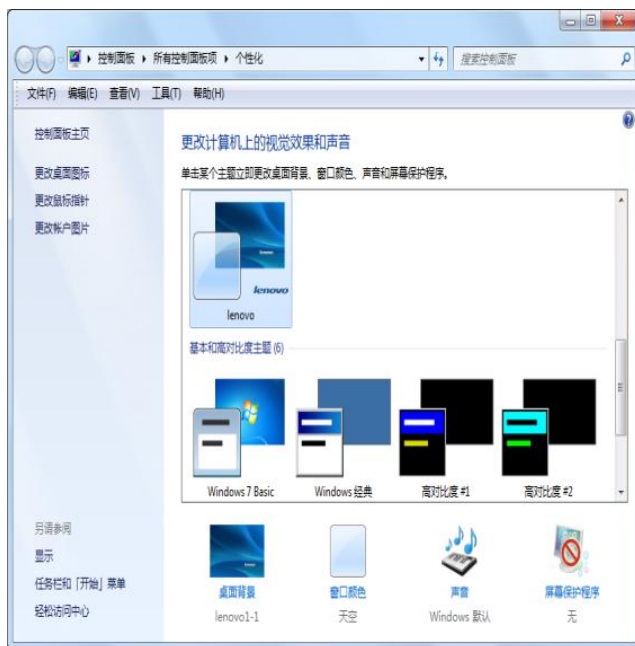 控制面板 ▸ 所有控制面板项 ▸ 个性化
搜索控制面板
文件(F) 编辑(E) 查看(V) 工具(T) 帮助(H)
控制面板主页
更改桌面图标
更改鼠标指针
更改帐户图片
更改计算机上的视觉效果和声音
单击某个主题立即更改桌面背景、窗口颜色、声音和屏幕保护程序。
lenovo
lenovo
基本和高对比度主题 (6)
Windows 7 Basic Windows 经典 高对比度 #1 高对比度 #2
另请参阅
显示
任务栏和「开始」菜单
轻松访问中心
桌面背景 窗口颜色 声音 屏幕保护程序
lenovo1-1 天空 Windows 默认 无